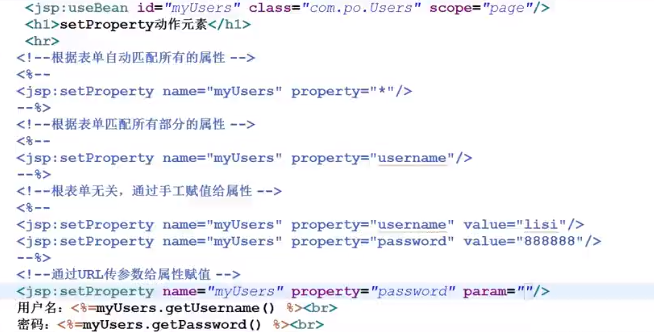 <jsp:useBean id="myUsers" class="com.po.Users" scope="page"/>
<h1>setProperty动作元素</h1>
<hr>
<!--根据表单自动匹配所有的属性 -->
<%--
<jsp:setProperty name="myUsers" property="*"/>
--%>
<!--根据表单匹配所有部分的属性 -->
<%--
<jsp:setProperty name="myUsers" property="username"/>
--%>
<!--根表单无关，通过手工赋值给属性 -->
<%--
<jsp:setProperty name="myUsers" property="username" value="lisi"/>
<jsp:setProperty name="myUsers" property="password" value="888888"/>
--%>
<!--通过URL传参数给属性赋值 -->
<jsp:setProperty name="myUsers" property="password" param=""/>
用户名：<%=myUsers.getUsername() %><br>
密码：<%=myUsers.getPassword() %><br>